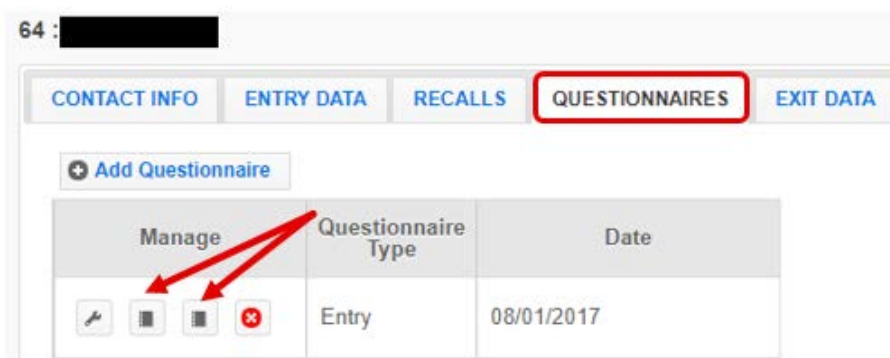 64 :
CONTACT INFO ENTRY DATA RECALLS QUESTIONNAIRES EXIT DATA
Add Questionnaire
Manage Questionnaire Type Date
Entry 08/01/2017